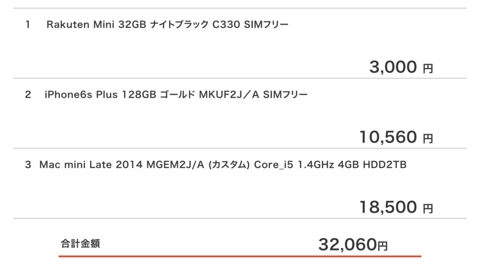 1 Rakuten Mini 32GB ナイトブラック C330 SIMフリー
3,000 円
2 iPhone6s Plus 128GB ゴールド MKUF2J／A SIMフリー
10,560 円
3 Mac mini Late 2014 MGEM2J/A (カスタム) Core_i5 1.4GHz 4GB HDD2TB
18,500 円
合計金額 32,060円